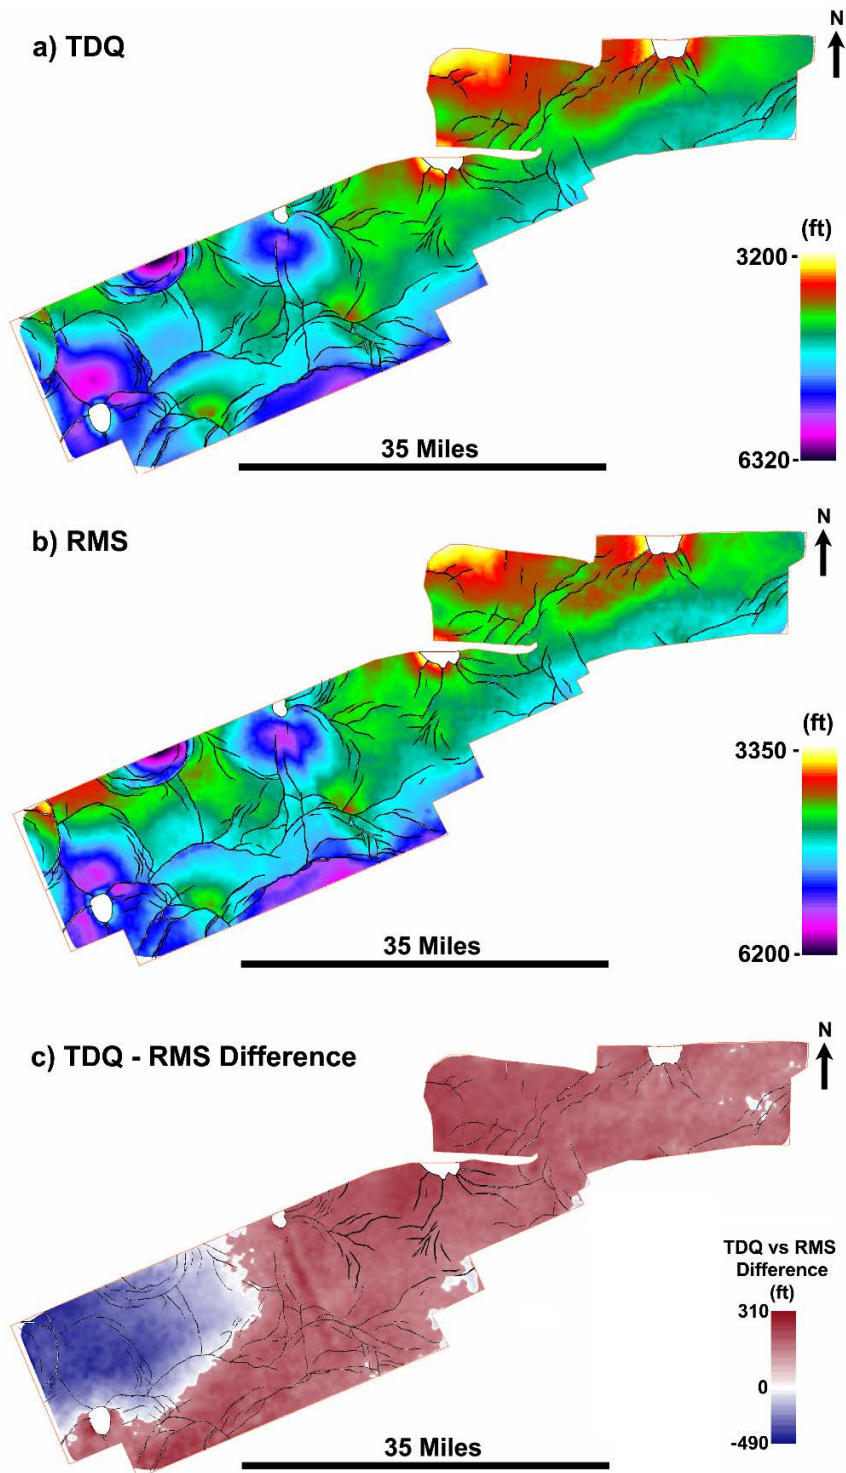 a) TDQ
N
(ft)
3200 -
6320 -
35 Miles
b) RMS
N
(ft)
3350 -
6200 -
35 Miles
c) TDQ - RMS Difference
N
TDQ vs RMS
Difference
(ft)
310
0
-490
35 Miles